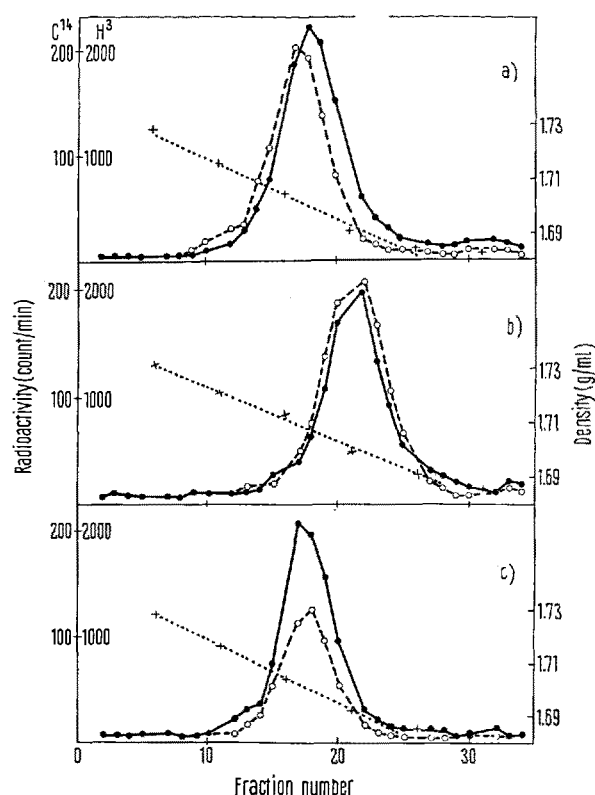 C¹⁴ H³
200 2000
100 1000
a)
1.73
1.71
1.69
200 2000
100 1000
b)
1.73
1.71
1.69
200 2000
100 1000
c)
1.73
1.71
1.69
0 10 20 30
Fraction number
Radioactivity (count/min)
Density (g/ml)